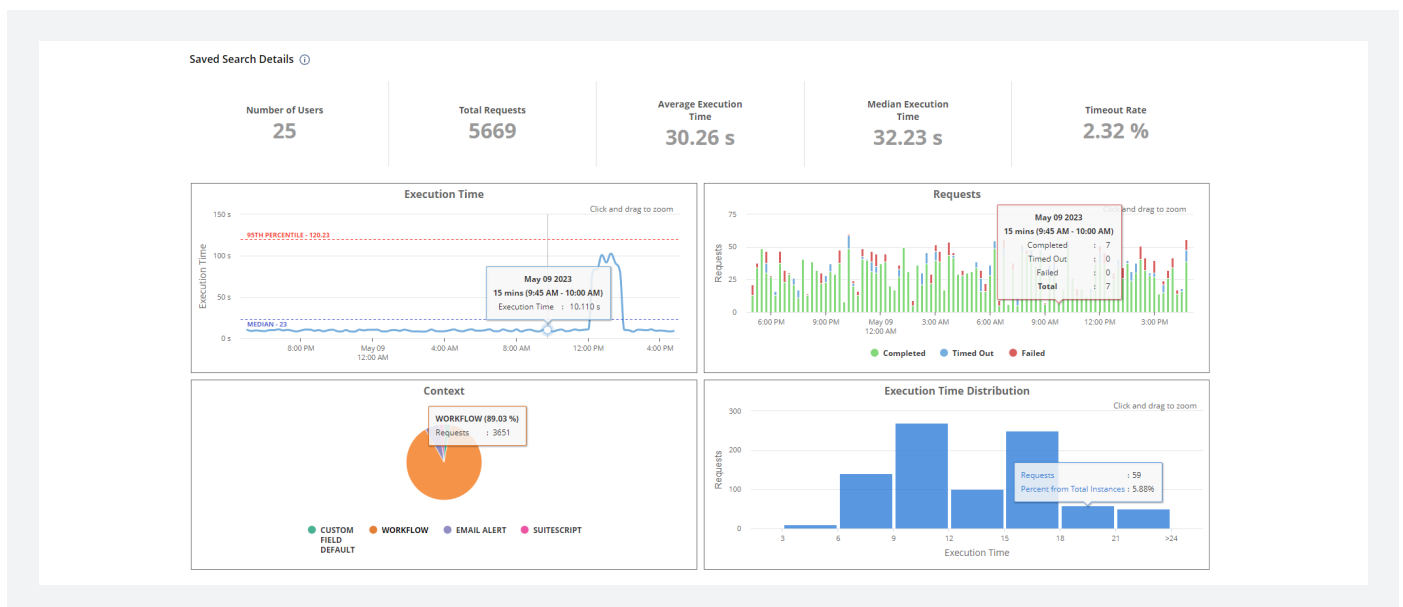 Saved Search Details
Number of Users
25
Total Requests
5669
Average Execution
Time
30.26 s
Median Execution
Time
32.23 s
Timeout Rate
2.32 %
Execution Time
Click and drag to zoom
150 s
100 s
50 s
0 s
Execution Time
95TH PERCENTILE - 120.23
MEDIAN - 23
May 09 2023
15 mins (9:45 AM - 10:00 AM)
Execution Time : 10.110 s
8:00 PM
May 09
12:00 AM
4:00 AM
8:00 AM
12:00 PM
4:00 PM
Requests
and drag to zoom
75
50
25
0
Requests
May 09 2023
15 mins (9:45 AM - 10:00 AM)
Completed : 7
Timed Out : 0
Failed : 0
Total : 7
6:00 PM
9:00 PM
May 09
12:00 AM
3:00 AM
6:00 AM
9:00 AM
12:00 PM
3:00 PM
Completed
Timed Out
Failed
Context
WORKFLOW (89.03 %)
Requests : 3651
CUSTOM
FIELD
DEFAULT
WORKFLOW
EMAIL ALERT
SUITESCRIPT
Execution Time Distribution
Click and drag to zoom
300
200
100
0
Requests
Requests : 59
Percent from Total Instances : 5.88%
3
6
9
12
15
18
21
>24
Execution Time